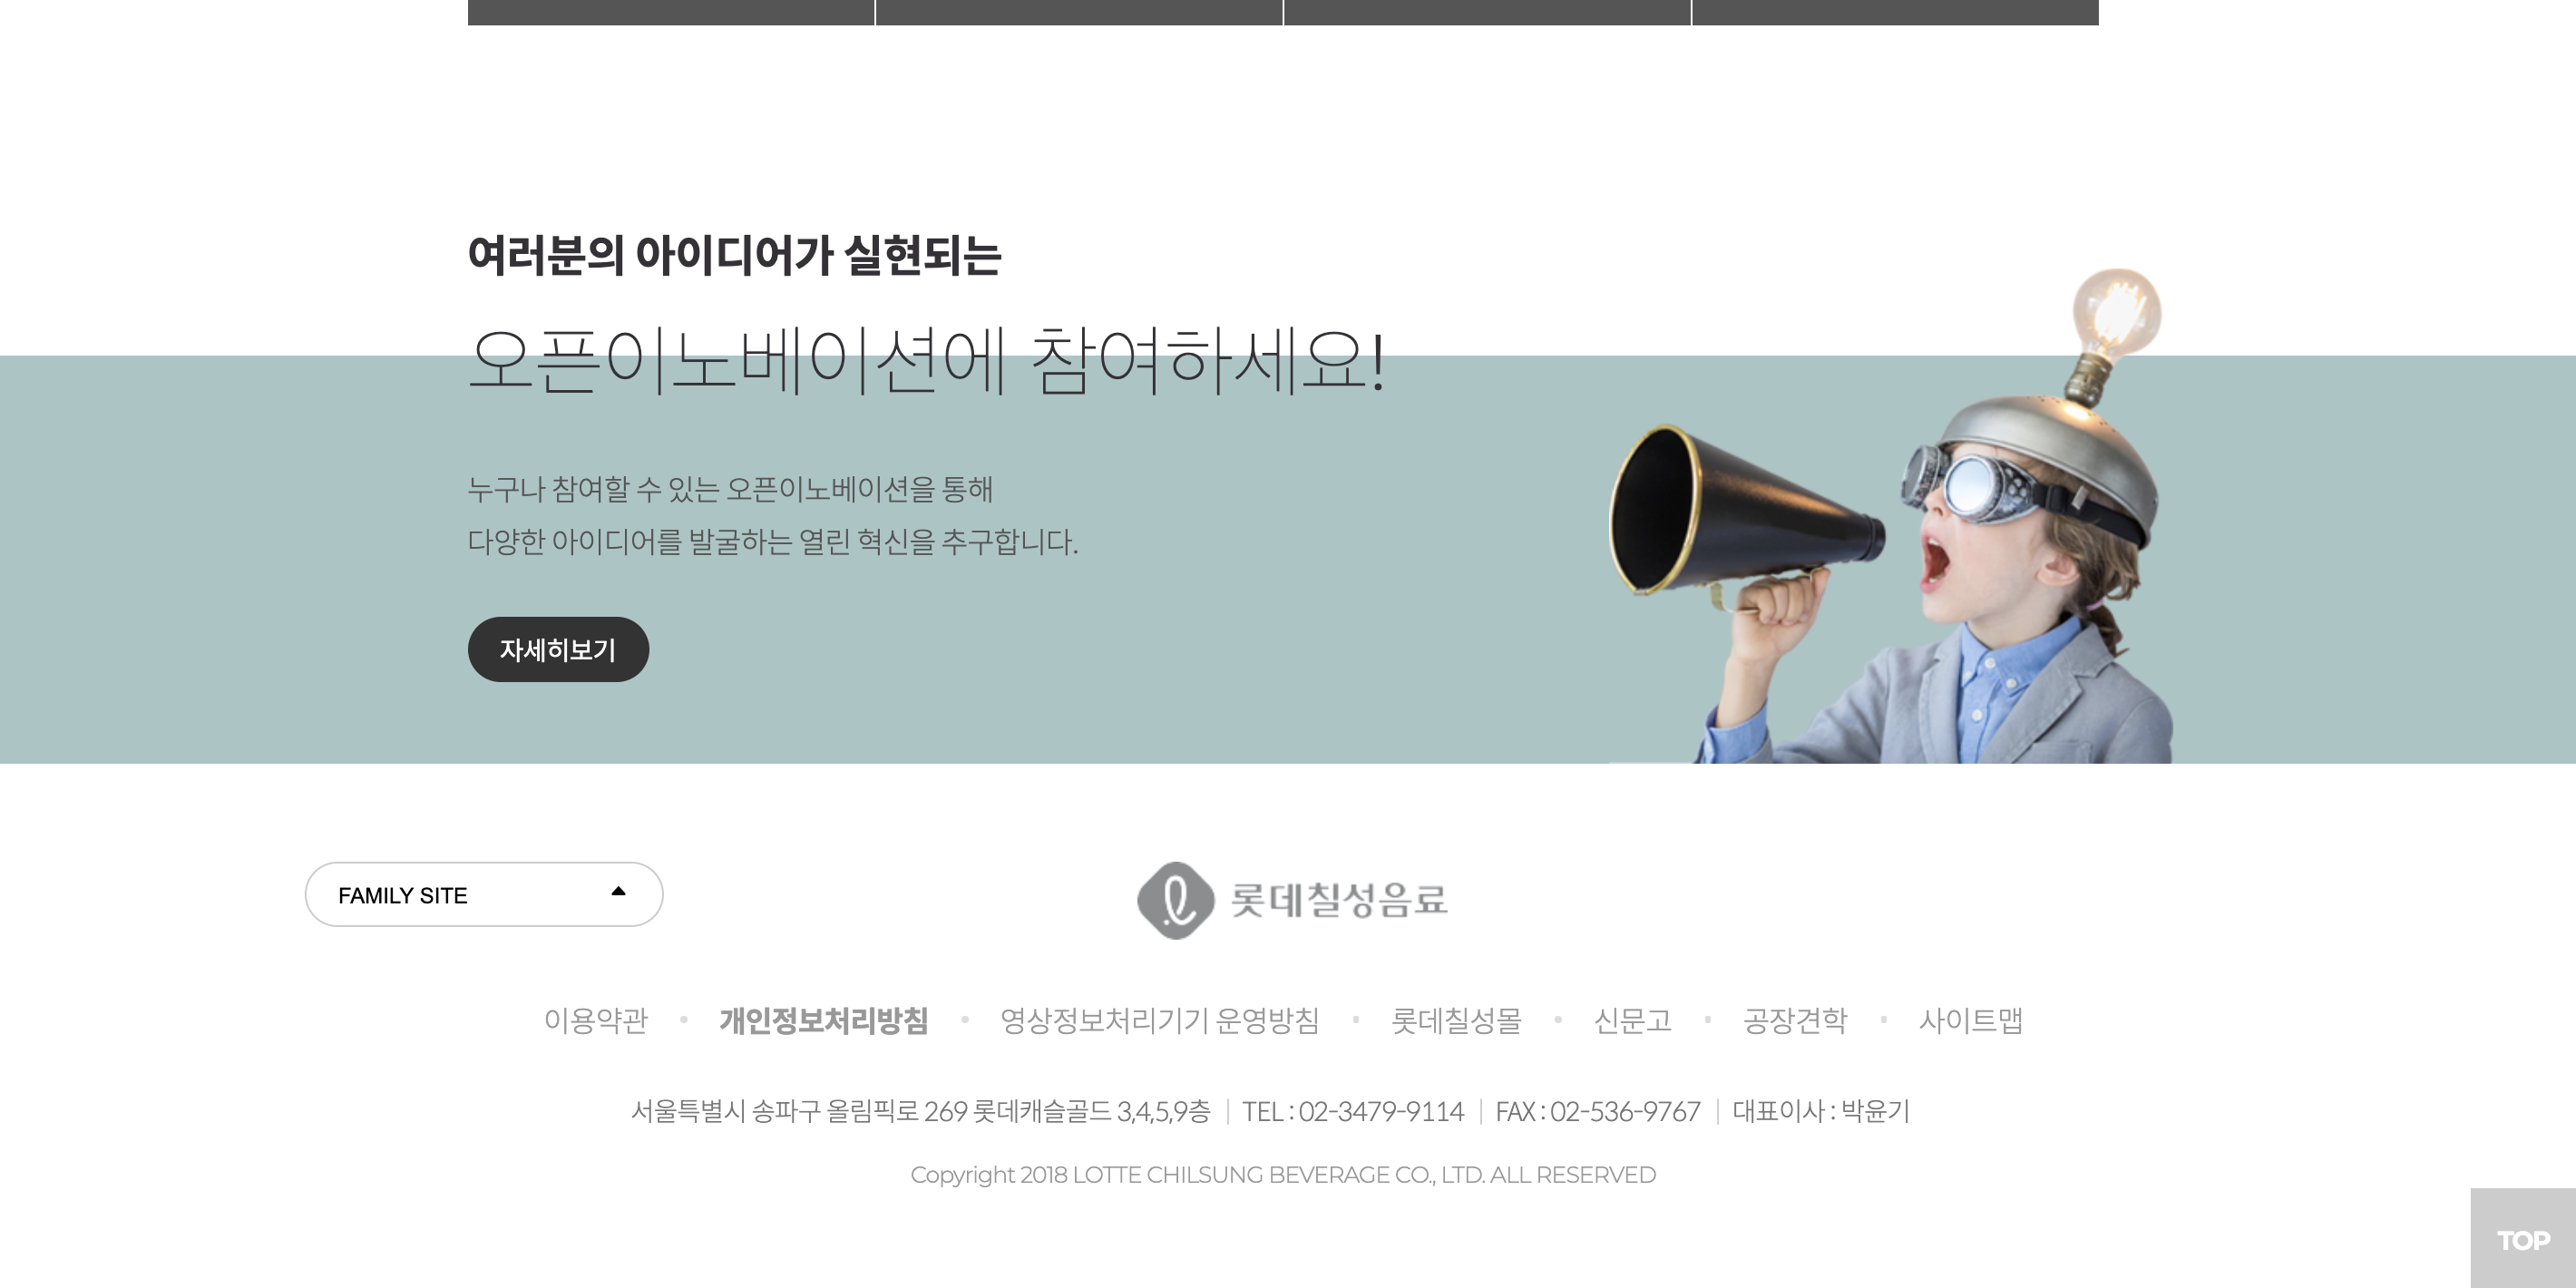 여러분의 아이디어가 실현되는
오픈이노베이션에 참여하세요!
누구나 참여할 수 있는 오픈이노베이션을 통해
다양한 아이디어를 발굴하는 열린 혁신을 추구합니다.
자세히보기
FAMILY SITE
롯데칠성음료
이용약관 • 개인정보처리방침 • 영상정보처리기기 운영방침 • 롯데칠성몰 • 신문고 • 공장견학 • 사이트맵
서울특별시 송파구 올림픽로 269 롯데캐슬골드 3,4,5,9층 | TEL : 02-3479-9114 | FAX : 02-536-9767 | 대표이사 : 박윤기
Copyright 2018 LOTTE CHILSUNG BEVERAGE CO., LTD. ALL RESERVED
TOP